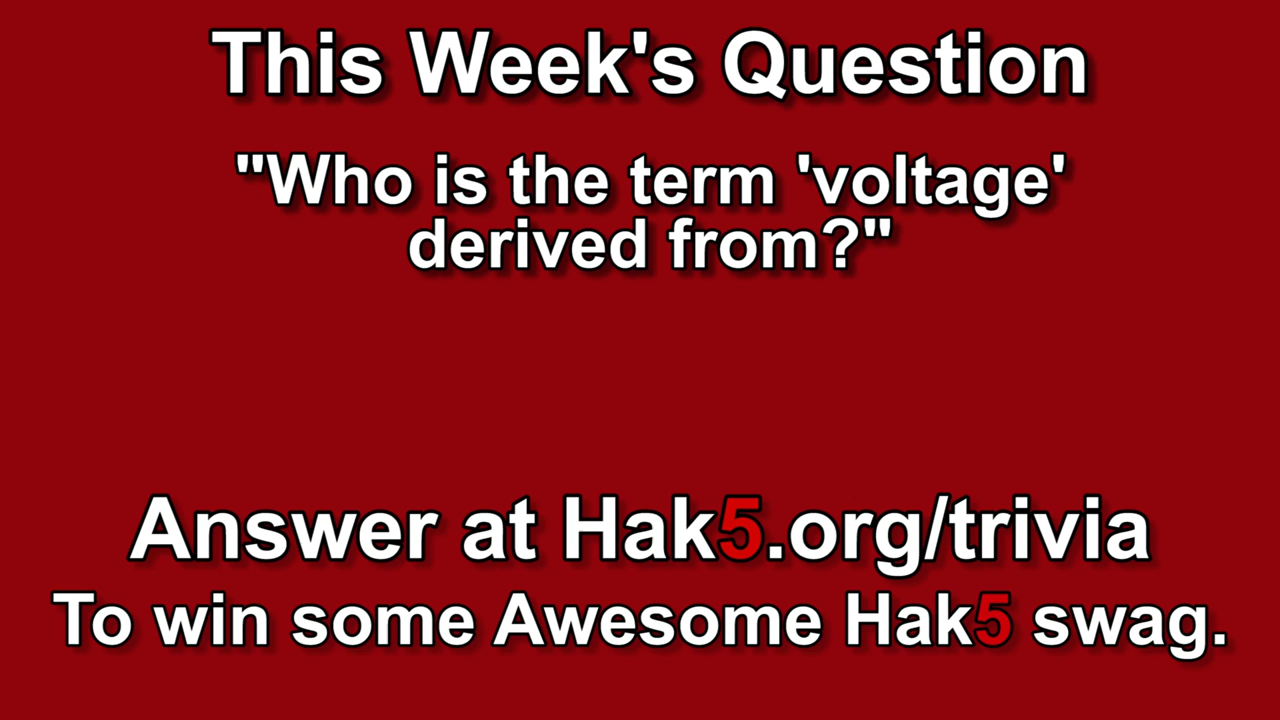 This Week's Question
"Who is the term 'voltage'
derived from?"
Answer at Hak5.org/trivia
To win some Awesome Hak5 swag.